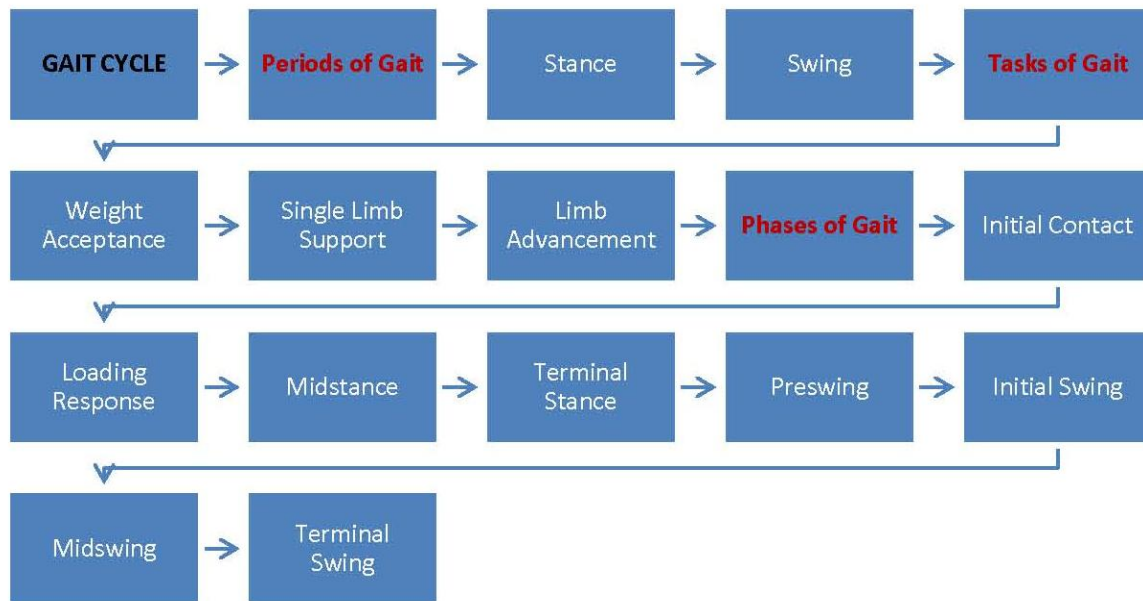 GAIT CYCLE
Periods of Gait
Stance
Swing
Tasks of Gait
Weight
Acceptance
Single Limb
Support
Limb
Advancement
Phases of Gait
Initial Contact
Loading
Response
Midstance
Terminal
Stance
Preswing
Initial Swing
Midswing
Terminal
Swing